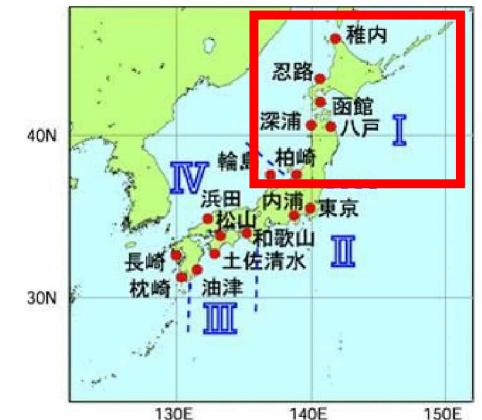 稚内
忍路
函館
深浦
八戸
40N
I
輪島
柏崎
IV
浜田
内浦
東京
松山
和歌山
II
長崎
土佐清水
30N
枕崎
油津
III
130E
140E
150E